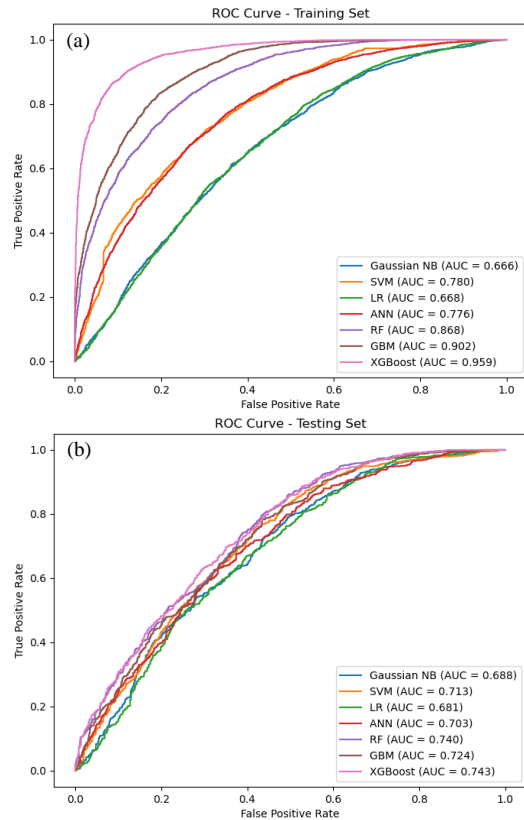 ROC Curve - Training Set
(a)
1.0
0.8
0.6
0.4
0.2
0.0
True Positive Rate
Gaussian NB (AUC = 0.666)
SVM (AUC = 0.780)
LR (AUC = 0.668)
ANN (AUC = 0.776)
RF (AUC = 0.868)
GBM (AUC = 0.902)
XGBoost (AUC = 0.959)
0.0 0.2 0.4 0.6 0.8 1.0
False Positive Rate
ROC Curve - Testing Set
(b)
1.0
0.8
0.6
0.4
0.2
0.0
True Positive Rate
Gaussian NB (AUC = 0.688)
SVM (AUC = 0.713)
LR (AUC = 0.681)
ANN (AUC = 0.703)
RF (AUC = 0.740)
GBM (AUC = 0.724)
XGBoost (AUC = 0.743)
0.0 0.2 0.4 0.6 0.8 1.0
False Positive Rate